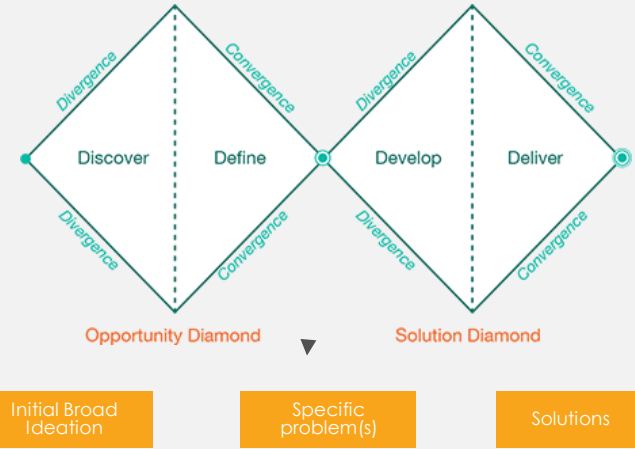 Divergence
Convergence
Divergence
Convergence
Discover
Define
Develop
Deliver
Divergence
Convergence
Divergence
Convergence
Opportunity Diamond
Solution Diamond
Initial Broad
Ideation
Specific
problem(s)
Solutions